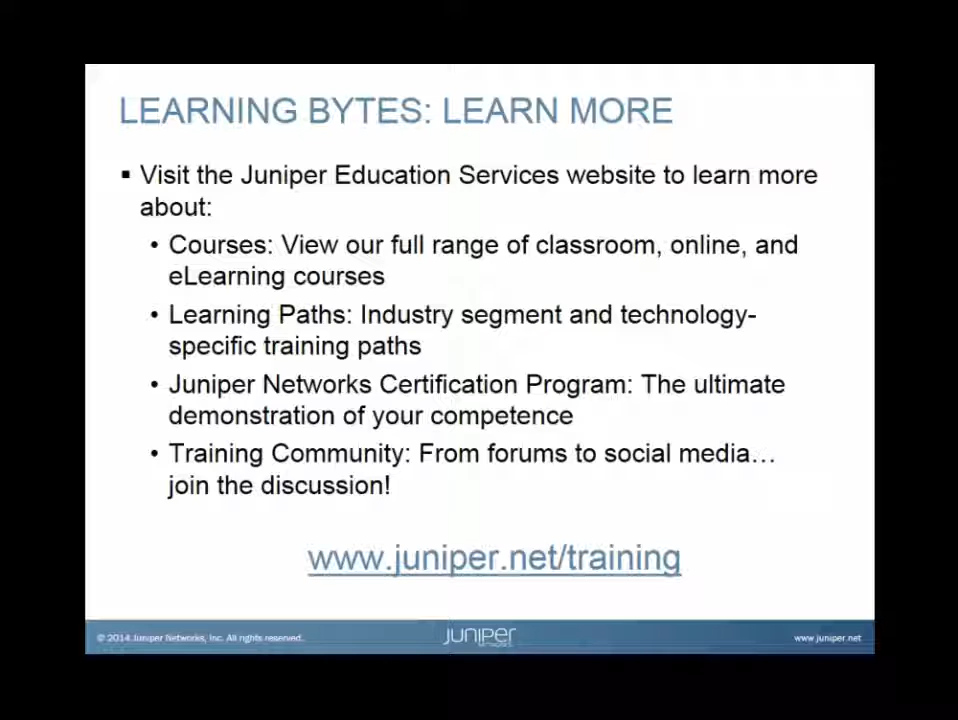 LEARNING BYTES: LEARN MORE
▪ Visit the Juniper Education Services website to learn more
about:
• Courses: View our full range of classroom, online, and
eLearning courses
• Learning Paths: Industry segment and technology-
specific training paths
• Juniper Networks Certification Program: The ultimate
demonstration of your competence
• Training Community: From forums to social media…
join the discussion!
www.juniper.net/training
© 2014 Juniper Networks, Inc. All rights reserved.
JUNIPER
NETWORKS
www.juniper.net